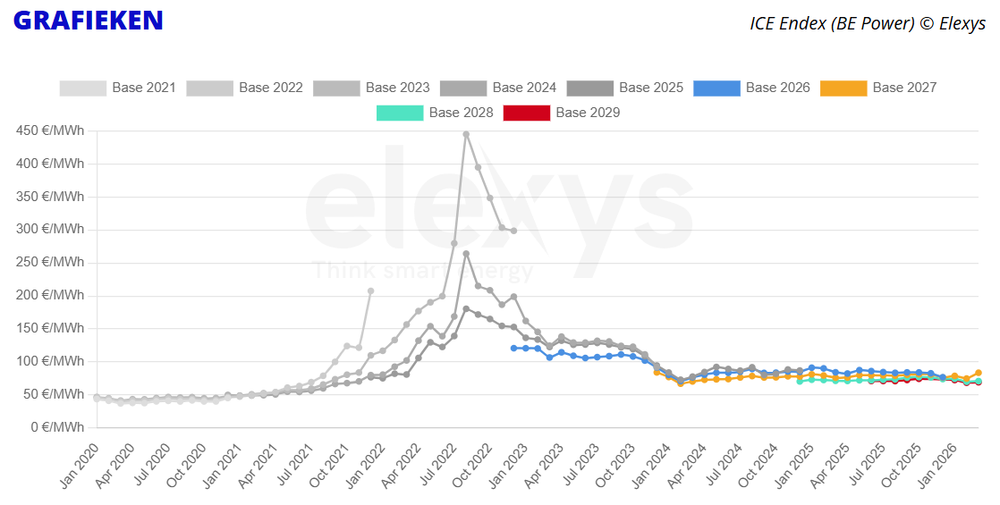 GRAFIEKEN
ICE Endex (BE Power) © Elexys
Base 2021 Base 2022 Base 2023 Base 2024 Base 2025 Base 2026 Base 2027
Base 2028 Base 2029
450 €/MWh
400 €/MWh
350 €/MWh
300 €/MWh
250 €/MWh
200 €/MWh
150 €/MWh
100 €/MWh
50 €/MWh
0 €/MWh
elexys
Think smart energy
Jan 2020 Apr 2020 Jul 2020 Oct 2020 Jan 2021 Apr 2021 Jul 2021 Oct 2021 Jan 2022 Apr 2022 Jul 2022 Oct 2022 Jan 2023 Apr 2023 Jul 2023 Oct 2023 Jan 2024 Apr 2024 Jul 2024 Oct 2024 Jan 2025 Apr 2025 Jul 2025 Oct 2025 Jan 2026